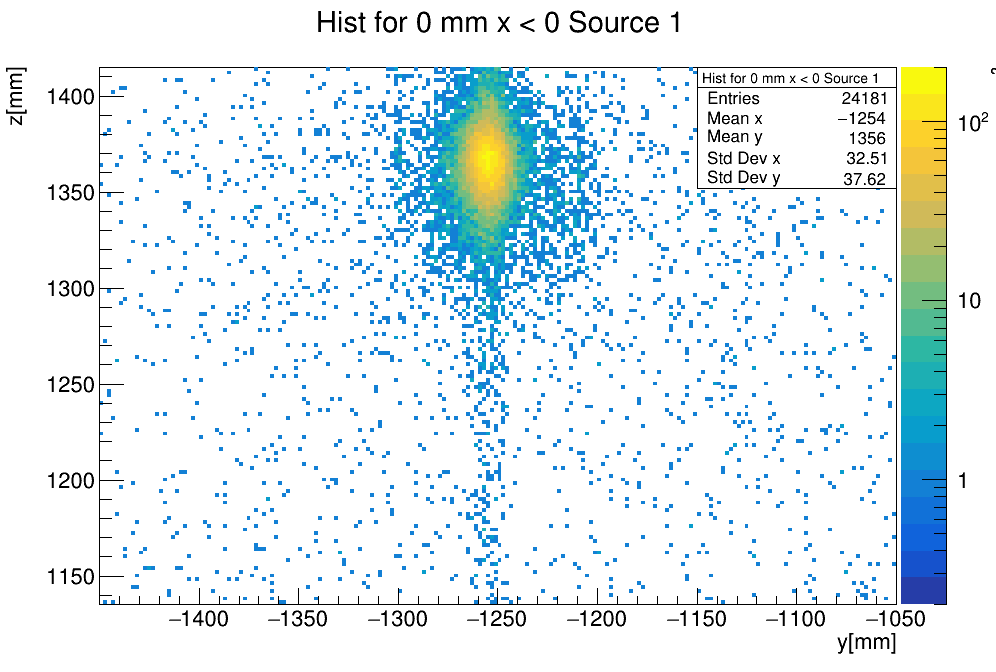 Hist for 0 mm x < 0 Source 1
z[mm]
Hist for 0 mm x < 0 Source 1
Entries 24181
Mean x −1254
Mean y 1356
Std Dev x 32.51
Std Dev y 37.62
1400
1350
1300
1250
1200
1150
−1400 −1350 −1300 −1250 −1200 −1150 −1100 −1050
y[mm]
10²
10
1